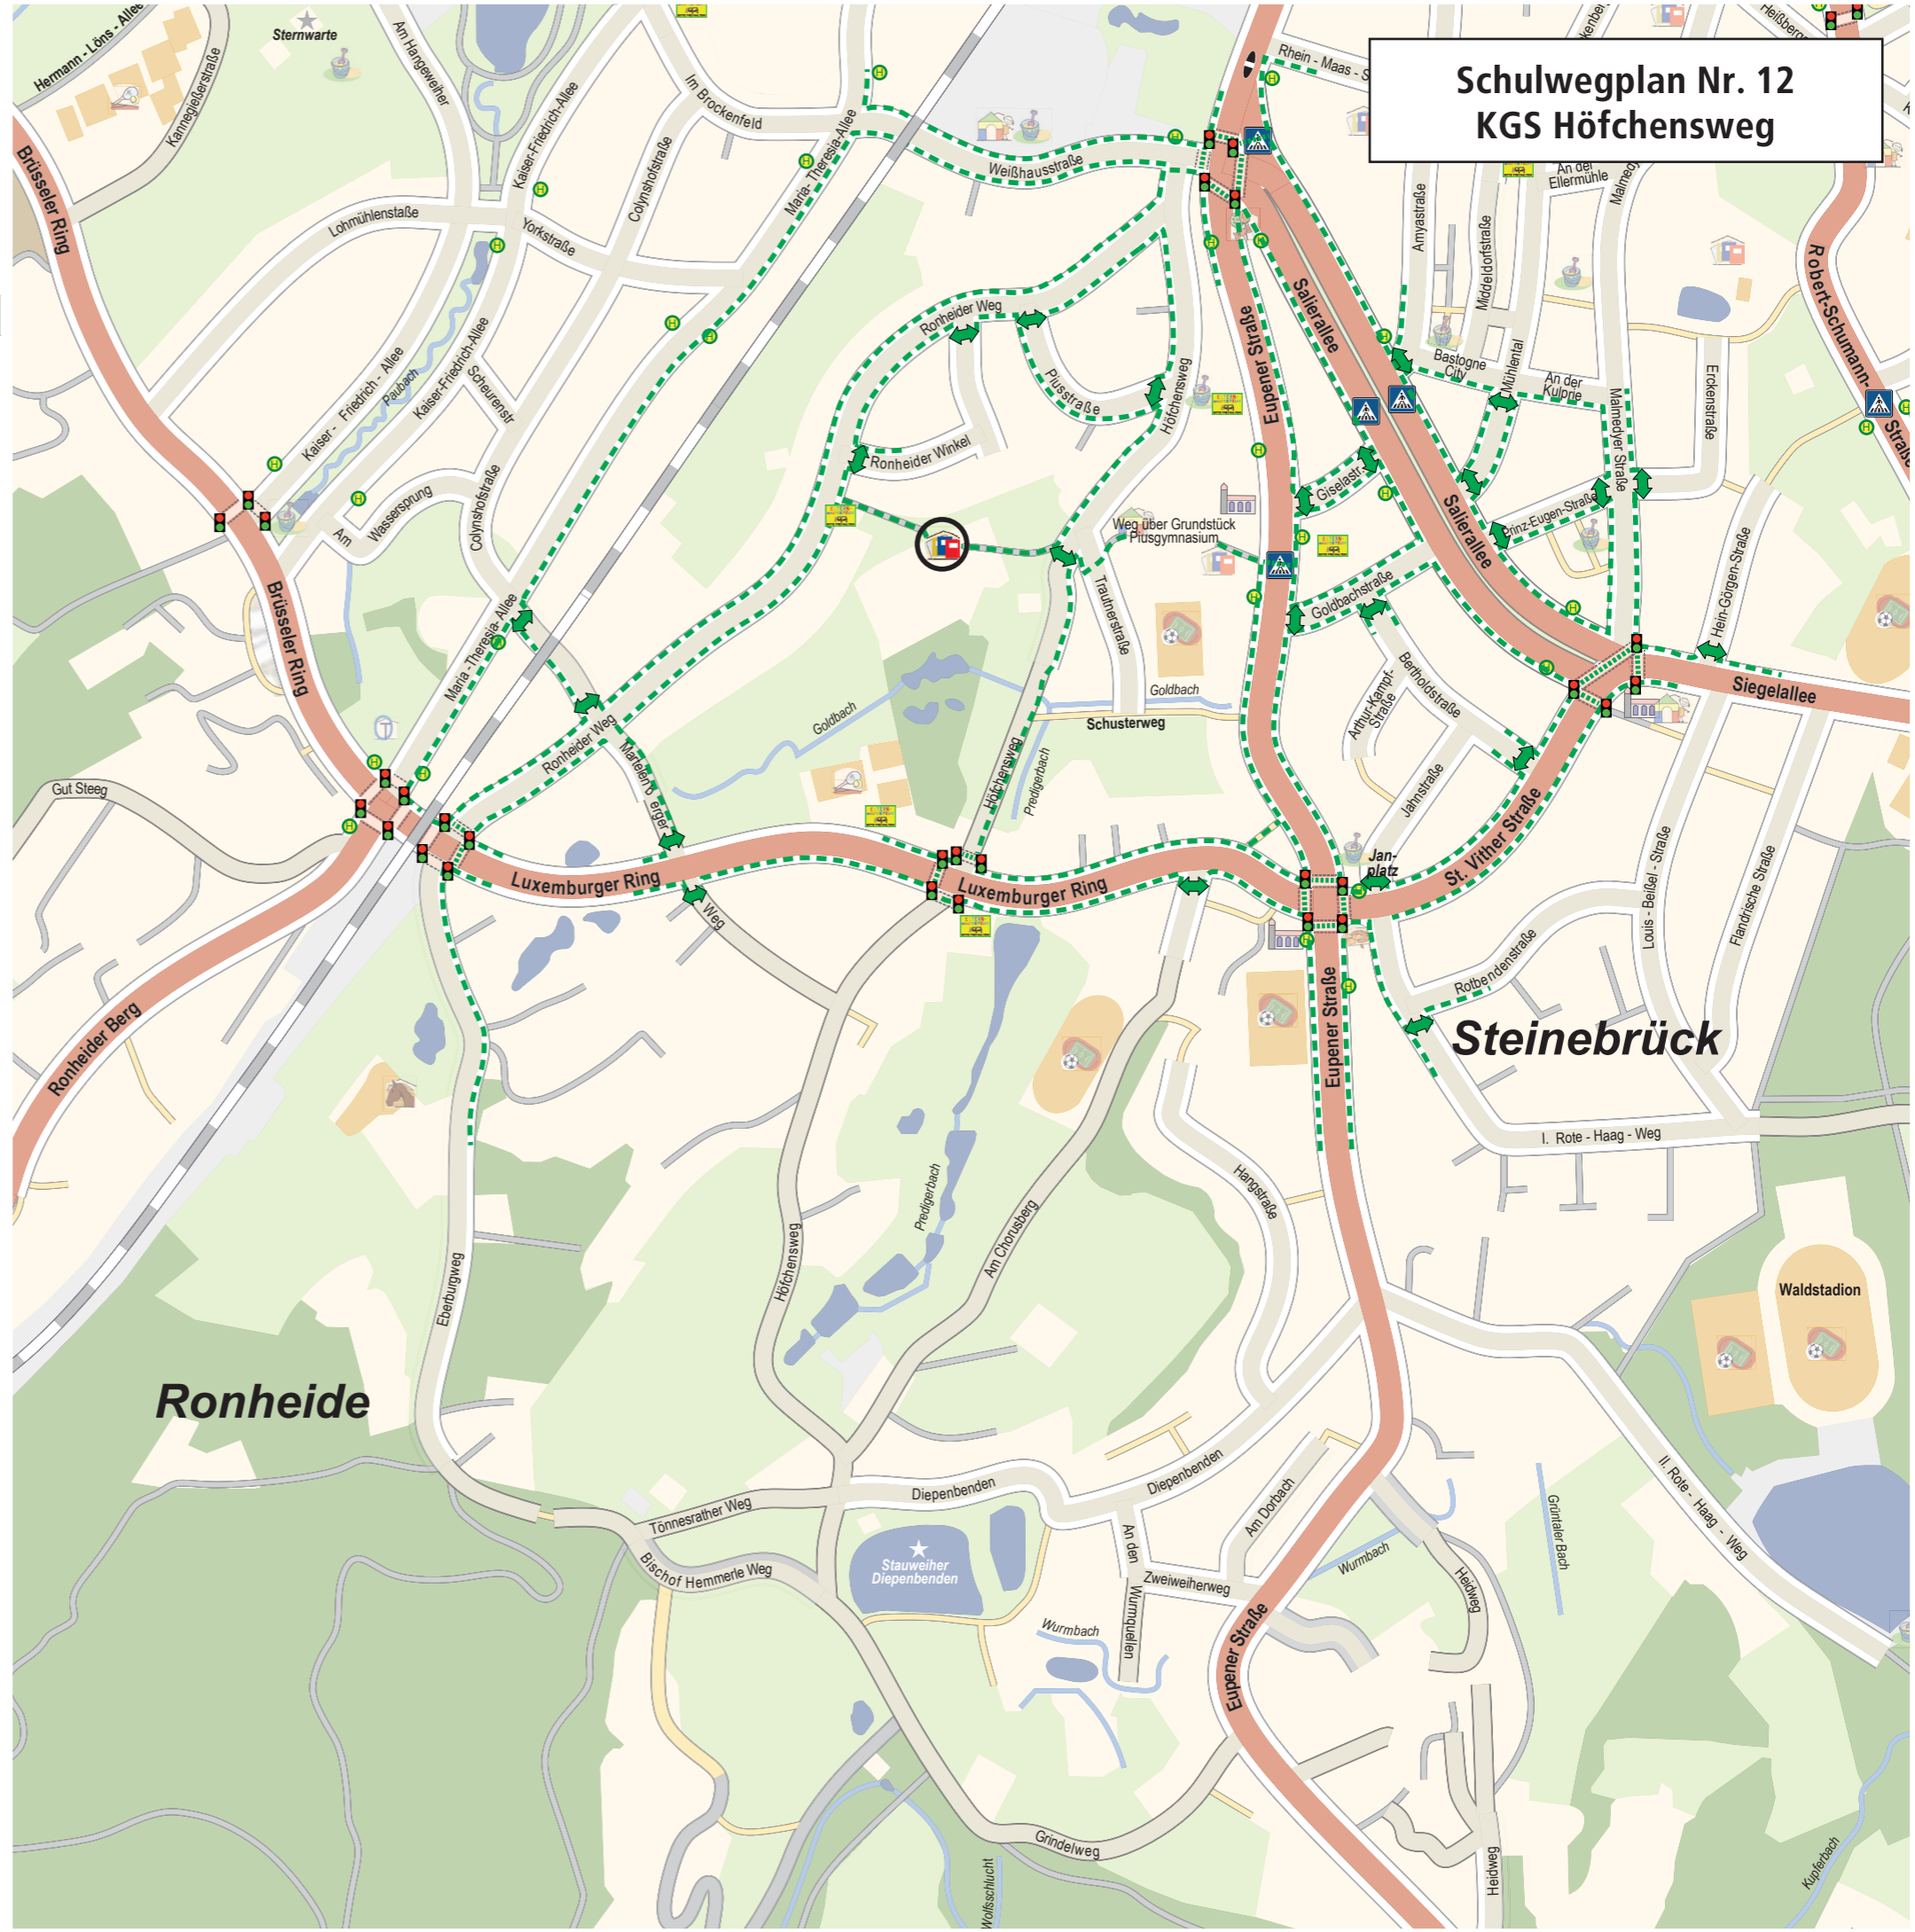 Schulwegplan Nr. 12
KGS Höfchensweg
Hermann - Löns - Allee
Sternwarte
Kannegießerstraße
Am Hangeweiher
Kaiser-Friedrich-Allee
Im Brockenfeld
Colynshofstraße
Maria- Theresia-Allee
Weißhausstraße
Rhein - Maas - S
Heißberg
Brüsseler Ring
Lohmühlenstaße
Yorkstraße
An der
Ellermühle
Malmedy
Amyastraße
Middeldorfstraße
Robert-Schumann-
Straße
Ronheider Weg
Piusstraße
Höfchensweg
Eupener Straße
Salierallee
Bastogne
City
Mühlental
An der
Kulprie
Malmedyer Straße
Erckenstraße
Kaiser - Friedrich - Allee
Paubach
Kaiser-Friedrich-Allee
Scheurenstr
Ronheider Winkel
Giselastr.
Salierallee
Prinz-Eugen-Straße
Am
Wassersprung
Colynshofstraße
Weg über Grundstück
Piusgymnasium
Brüsseler Ring
Maria -Theresia- Allee
Trautnerstraße
Goldbachstraße
Hein-Görgen-Straße
Goldbach
Goldbach
Schusterweg
Arthur-Kampf-
Straße
Bertholdstraße
Siegelallee
Ronheider Weg
Höfchensweg
Predigerbach
Jahnstraße
Gut Steeg
Luxemburger Ring
Luxemburger Ring
Jan-
platz
St. Vither Straße
Louis - Beißel - Straße
Flandrische Straße
Weg
Rotbendenstraße
Steinebrück
Ronheider Berg
Eupener Straße
I. Rote - Haag - Weg
Hangstraße
Predigerbach
Am Chorusberg
Höfchensweg
Eberburgweg
Waldstadion
Ronheide
II. Rote - Haag - Weg
Tönnesrather Weg
Diepenbenden
Diepenbenden
Am Dorbach
Grüntaler Bach
Bischof Hemmerle Weg
Stauweiher
Diepenbenden
An den
Wurmquellen
Zweiweiherweg
Wurmbach
Heidweg
Wurmbach
Eupener Straße
Grindelweg
Heidweg
Wolfsschlucht
Kupferbach